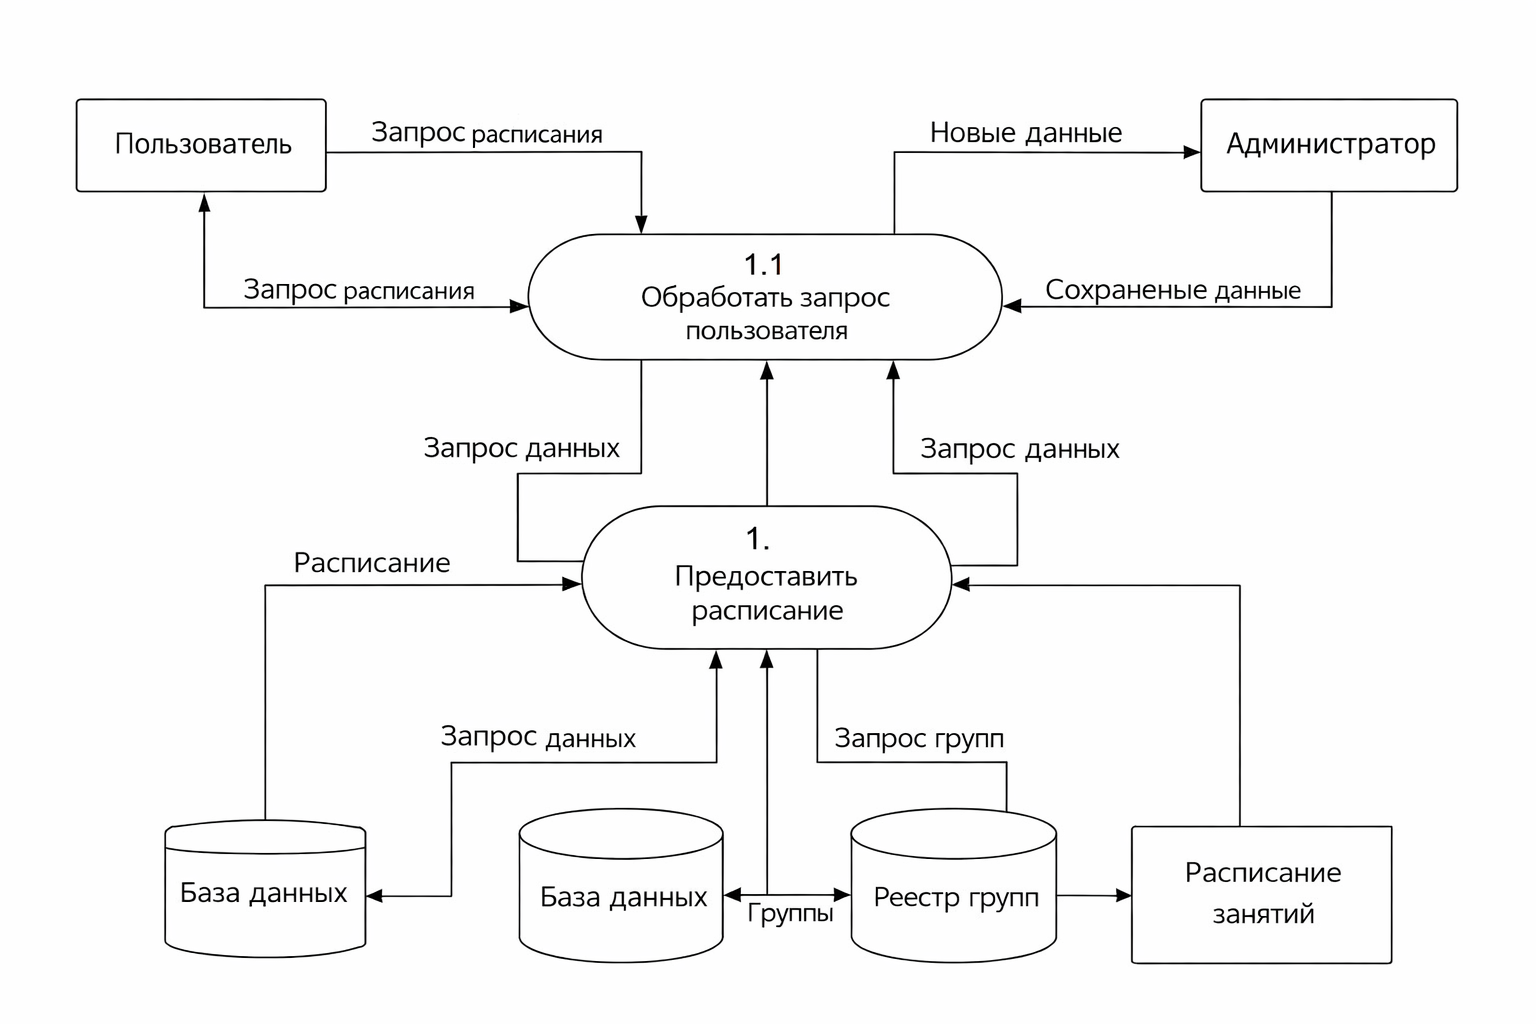 Пользователь
Запрос расписания
Новые данные
Администратор
Запрос расписания
1.1
Обработать запрос
пользователя
Сохраненые данные
Запрос данных
Запрос данных
1.
Предоставить
расписание
Расписание
Запрос данных
Запрос групп
База данных
База данных
Группы
Реестр групп
Расписание
занятий